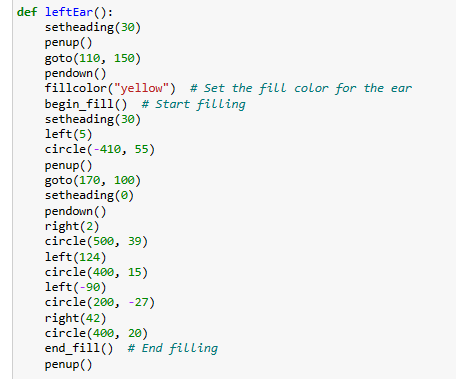 def leftEar():
    setheading(30)
    penup()
    goto(110, 150)
    pendown()
    fillcolor("yellow")  # Set the fill color for the ear
    begin_fill()  # Start filling
    setheading(30)
    left(5)
    circle(-410, 55)
    penup()
    goto(170, 100)
    setheading(0)
    pendown()
    right(2)
    circle(500, 39)
    left(124)
    circle(400, 15)
    left(-90)
    circle(200, -27)
    right(42)
    circle(400, 20)
    end_fill()  # End filling
    penup()